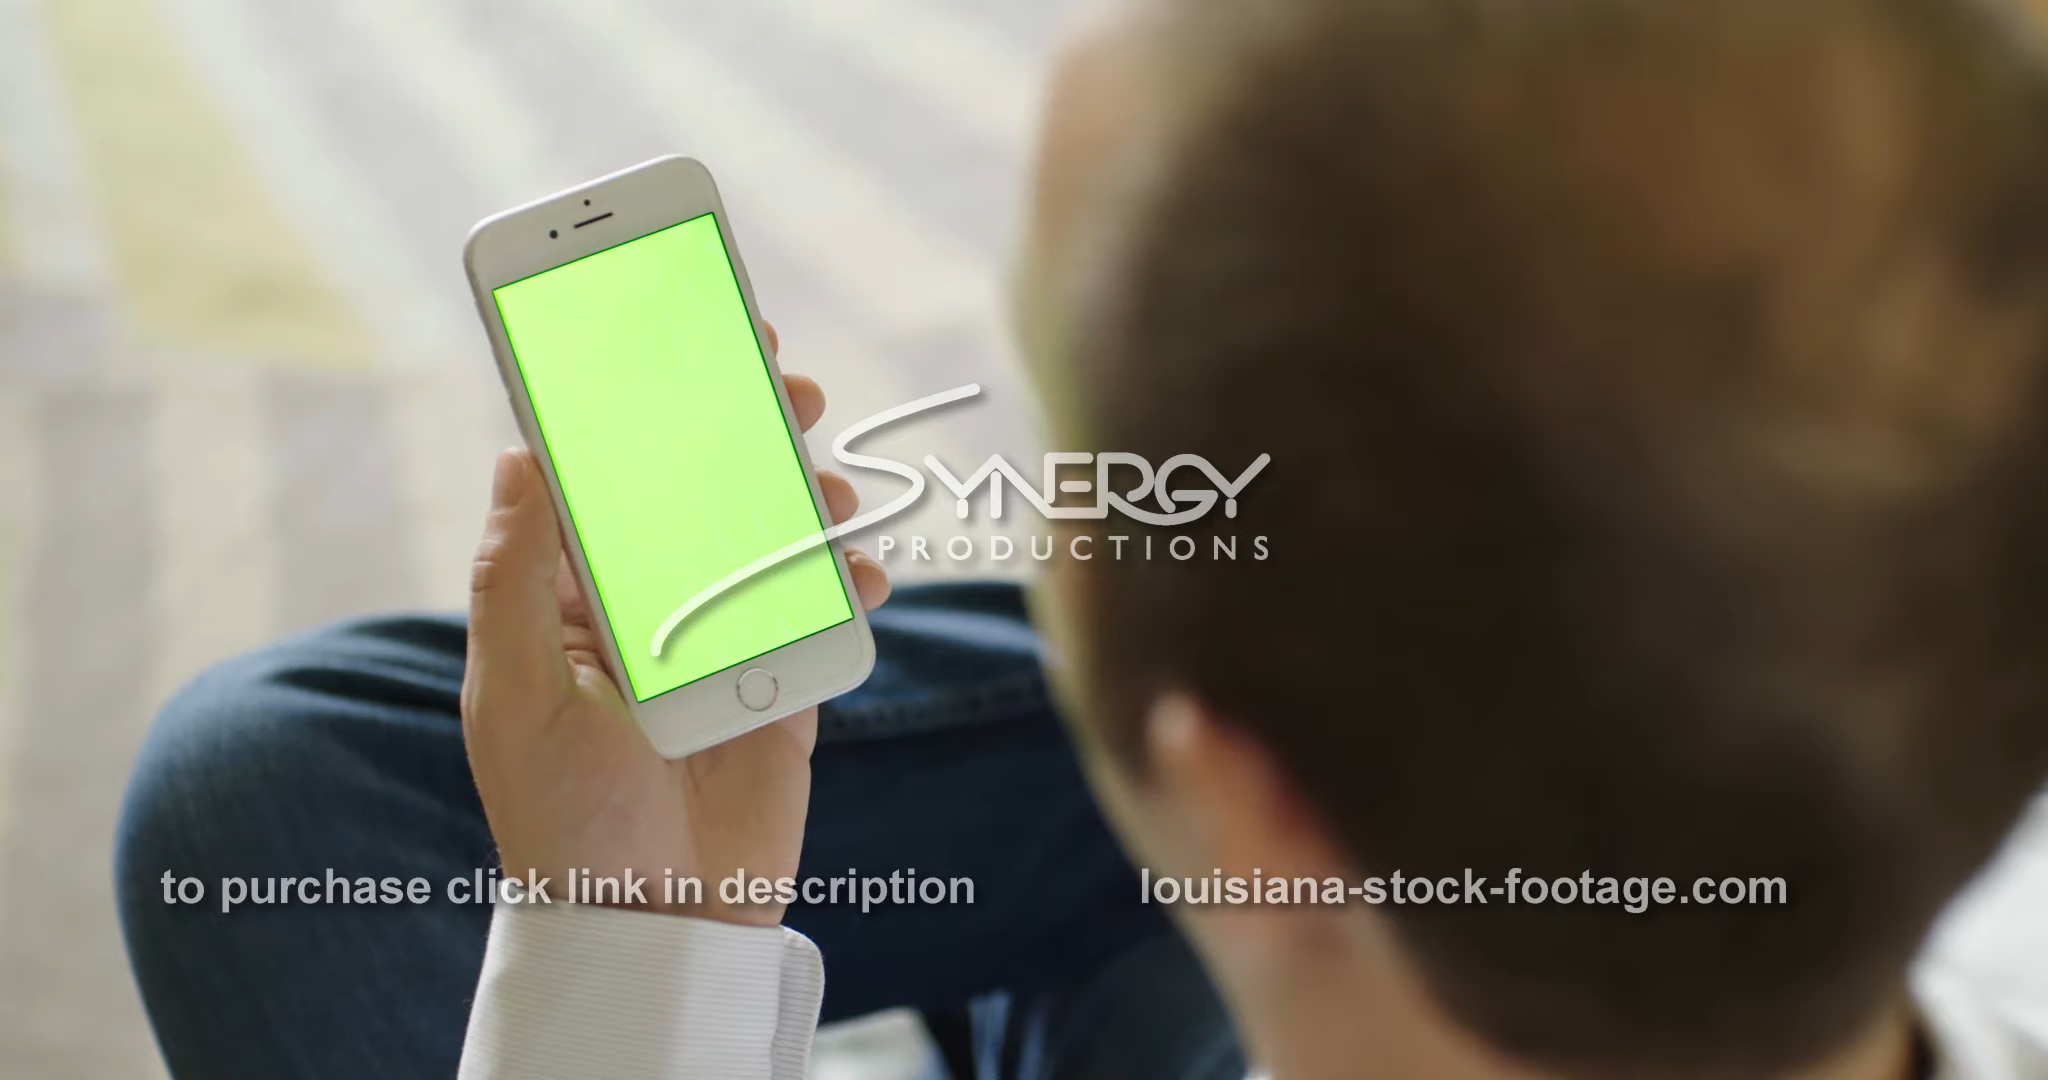 SYNERGY
PRODUCTIONS
to purchase click link in description
louisiana-stock-footage.com